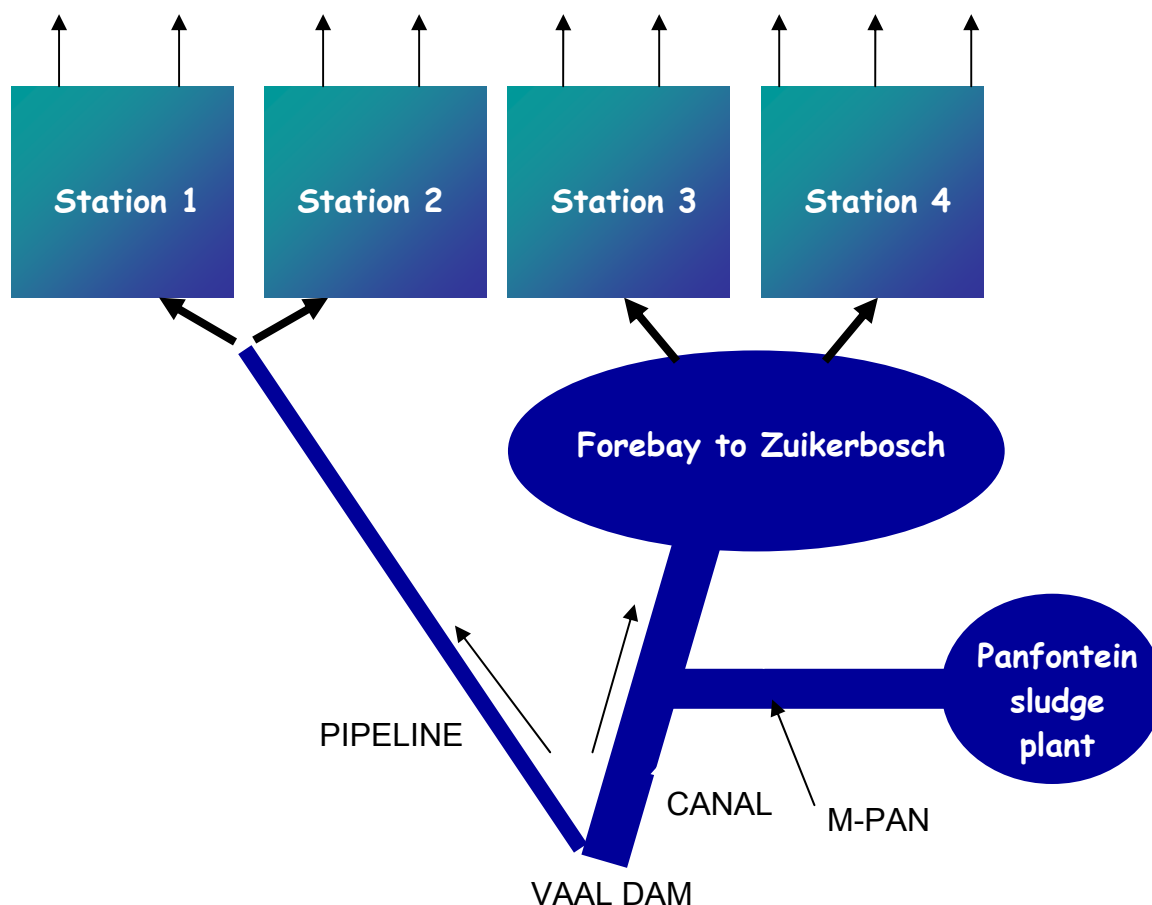 Station 1
Station 2
Station 3
Station 4
Forebay to Zuikerbosch
Panfontein
sludge
plant
PIPELINE
CANAL
M-PAN
VAAL DAM